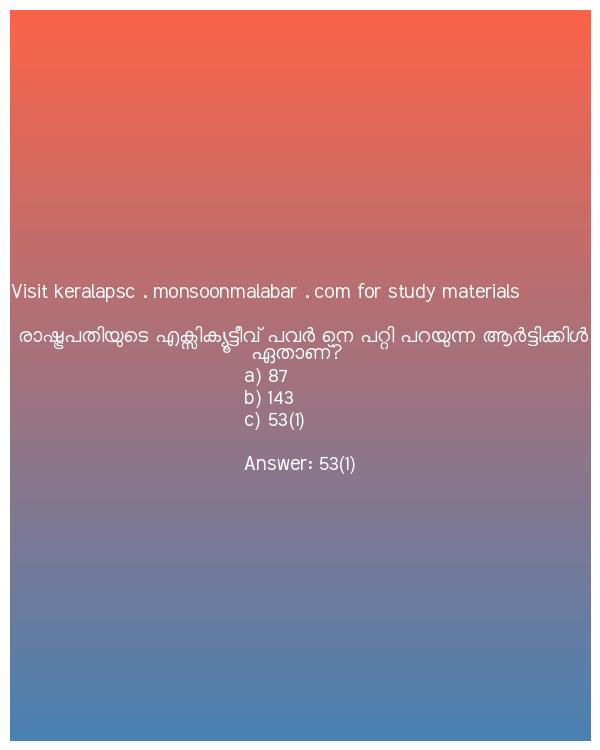 Visit keralapsc . monsoonmalabar . com for study materials
രാഷ്ട്രപതിയുടെ എക്സിക്യൂട്ടീവ് പവർ നെ പറ്റി പറയുന്ന ആർട്ടിക്കിൾ
ഏതാണ്?
a) 87
b) 143
c) 53(1)
Answer: 53(1)